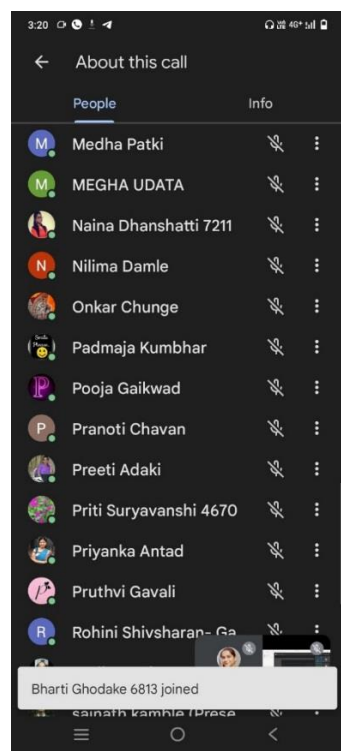 3:20 4G+
About this call
People Info
M Medha Patki
M MEGHA UDATA
Naina Dhanshatti 7211
N Nilima Damle
Onkar Chunge
Padmaja Kumbhar
P Pooja Gaikwad
P Pranoti Chavan
Preeti Adaki
Priti Suryavanshi 4670
Priyanka Antad
P Pruthvi Gavali
R Rohini Shivsharan- Ga
Bharti Ghodake 6813 joined
sainath kamble (Prese